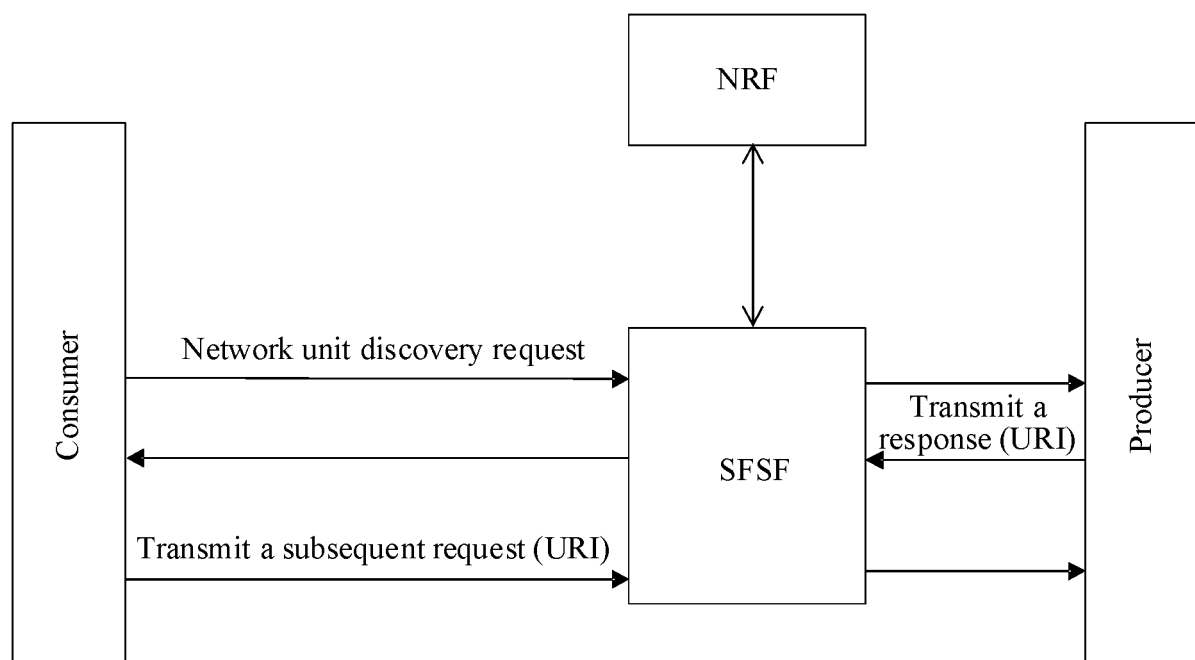 NRF
Consumer
Network unit discovery request
SFSF
Transmit a
response (URI)
Producer
Transmit a subsequent request (URI)